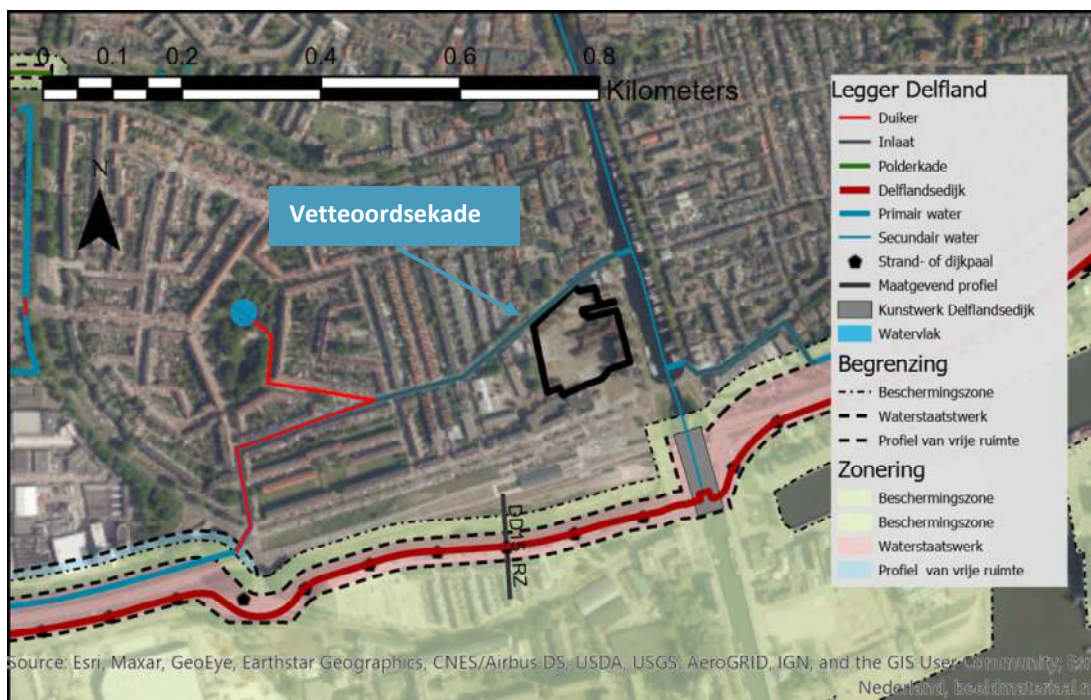 0 0.1 0.2 0.4 0.6 0.8
Kilometers
N
Vetteoordsekade
Legger Delfland
Duiker
Inlaat
Polderkade
Delflandsedijk
Primair water
Secundair water
Strand- of dijkpaal
Maatgevend profiel
Kunstwerk Delflandsedijk
Watervlak
Begrenzing
Beschermingszone
Waterstaatstwerk
Profiel van vrije ruimte
Zonering
Beschermingszone
Beschermingszone
Waterstaatswerk
Profiel van vrije ruimte
Source: Esri, Maxar, GeoEye, Earthstar Geographics, CNES/Airbus DS, USDA, USGS, AeroGRID, IGN, and the GIS User Community,
Nederland, beeldmateriaal